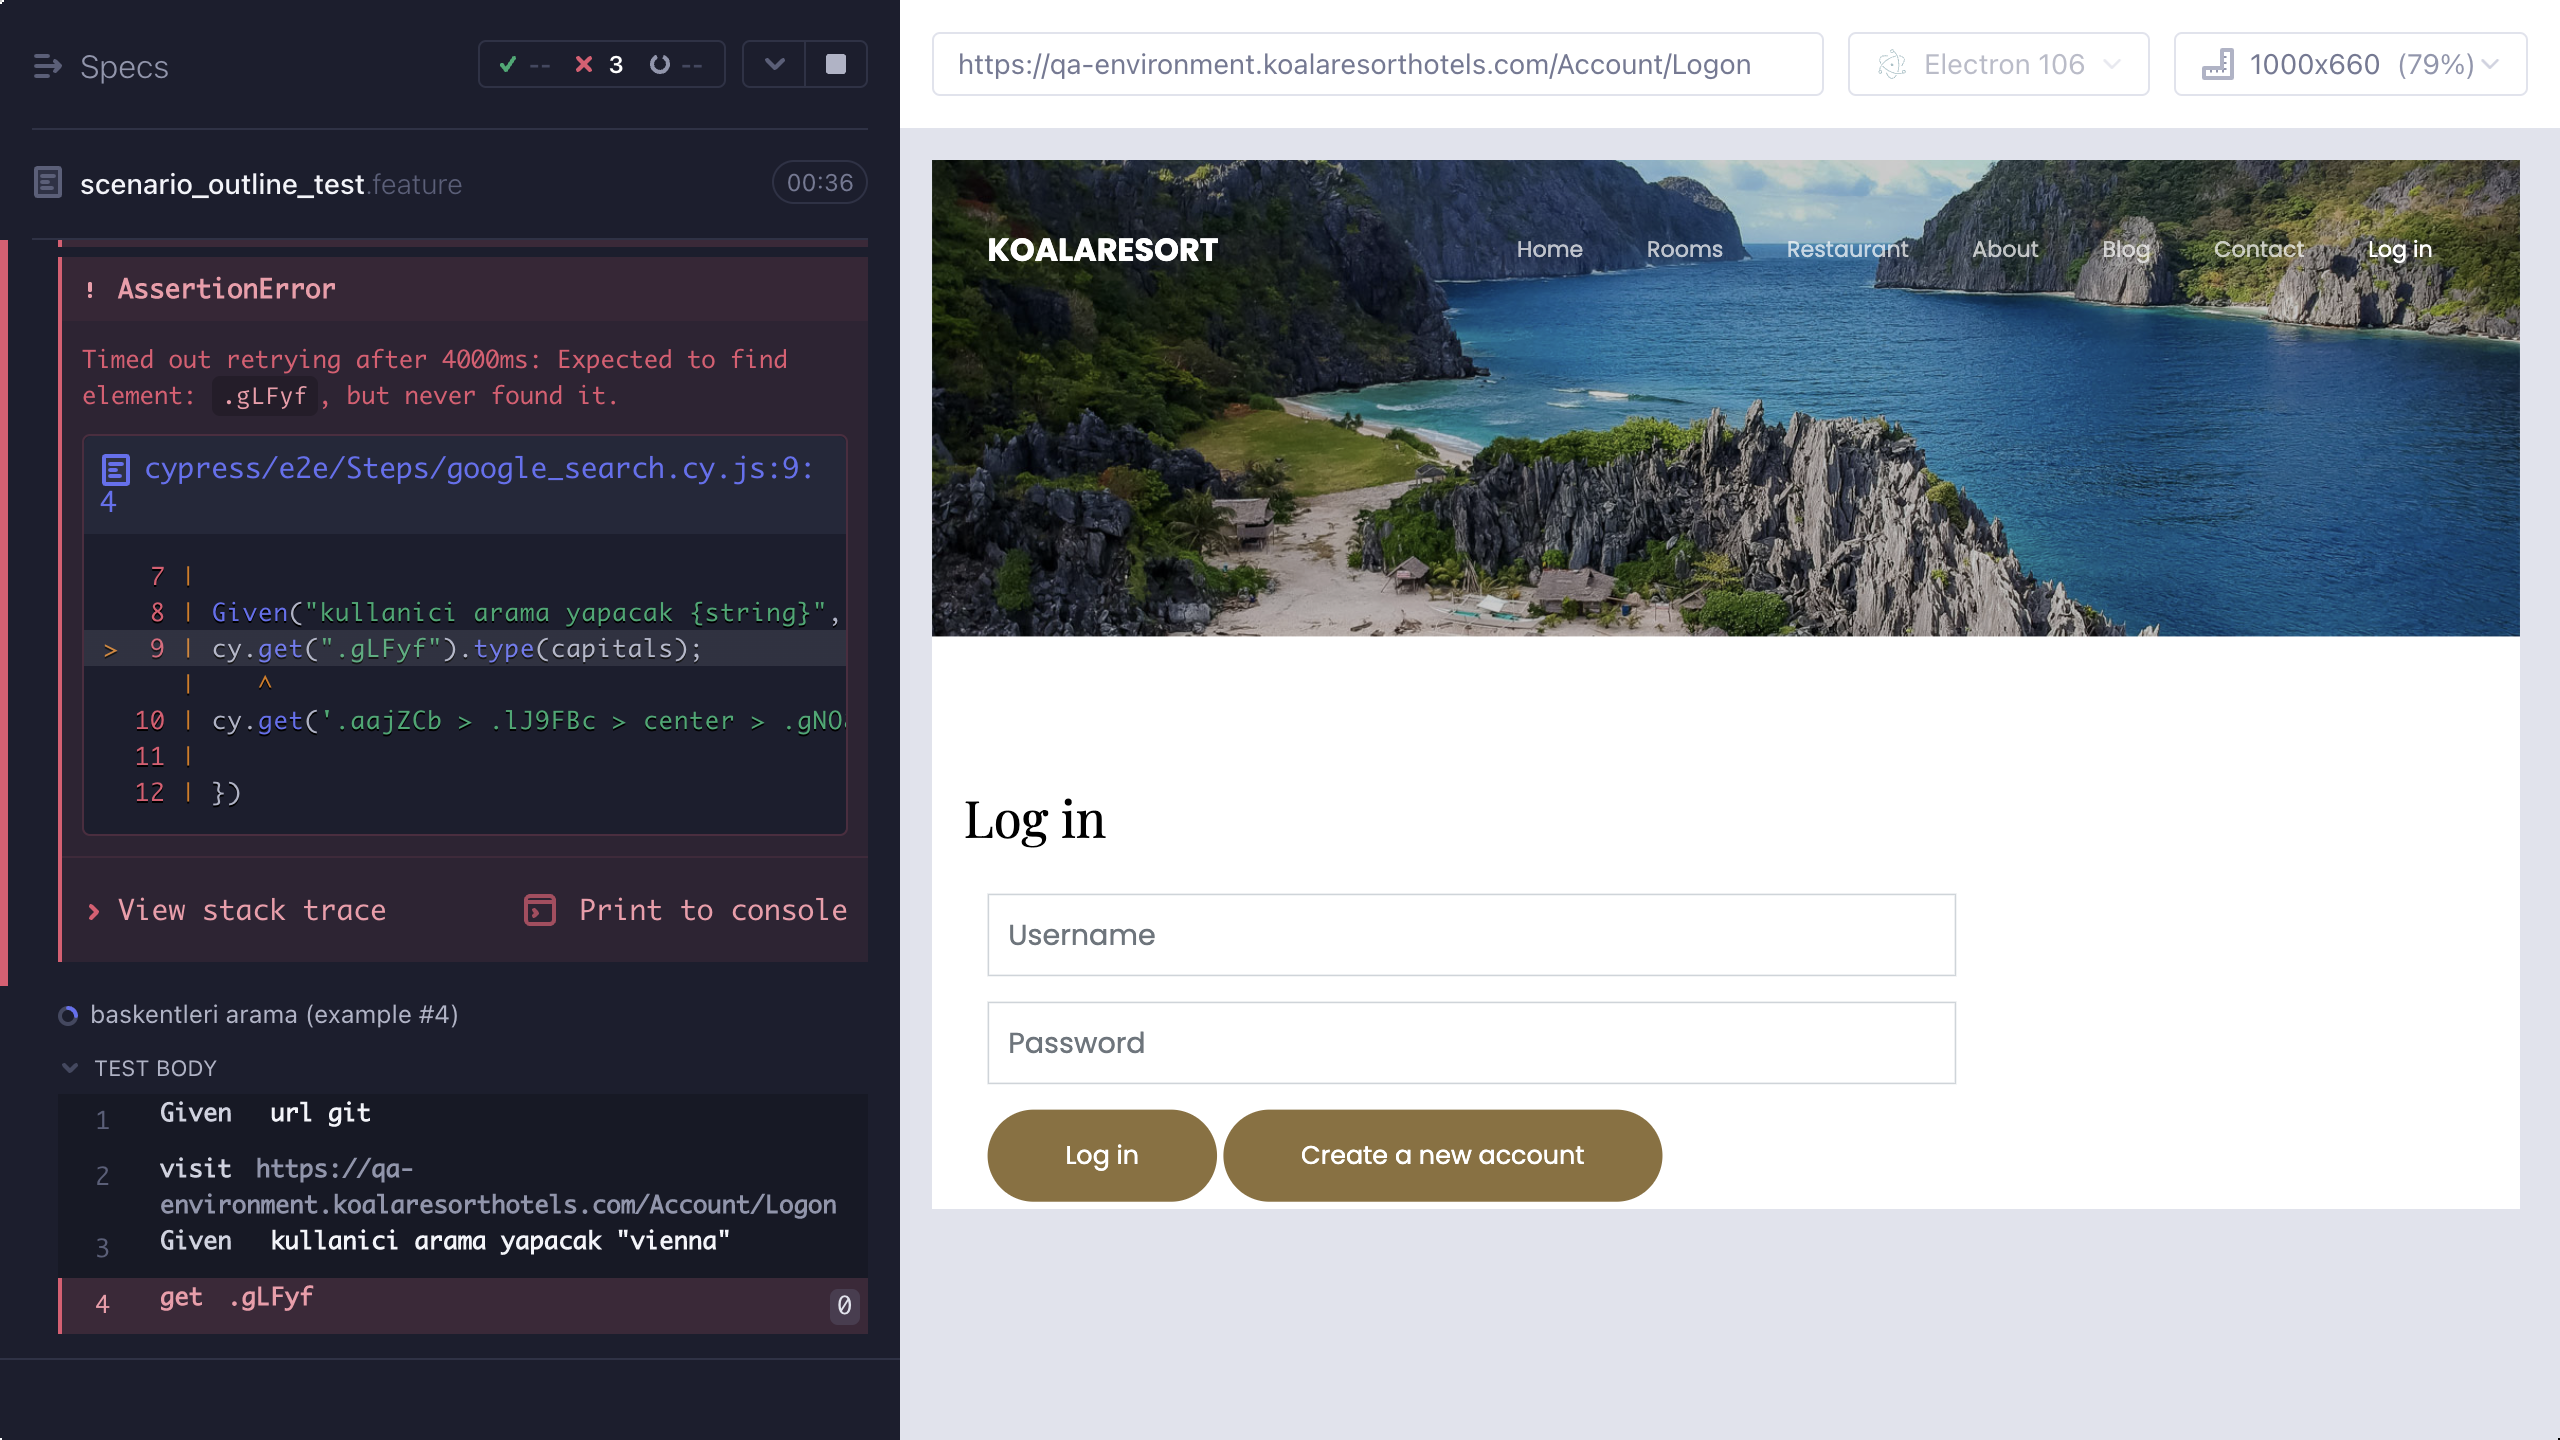 Specs
-- 3 --
scenario_outline_test.feature
00:36
! AssertionError
Timed out retrying after 4000ms: Expected to find
element: .gLFyf, but never found it.
cypress/e2e/Steps/google_search.cy.js:9:
4
7 |
8 | Given("kullanici arama yapacak {string}",
> 9 | cy.get(".gLFyf").type(capitals);
| ^
10 | cy.get('.aajZCb > .lJ9FBc > center >
11 |
12 | })
View stack trace
Print to console
baskentleri arama (example #4)
TEST BODY
1 Given url git
2 visit https://qa-
environment.koalaresorthotels.com/Account/Logon
3 Given kullanici arama yapacak "vienna"
4 get .gLFyf 0
https://qa-environment.koalaresorthotels.com/Account/Logon
Electron 106
1000x660 (79%)
KOALARESORT
Home Rooms Restaurant About Blog Contact Log in
Log in
Username
Password
Log in
Create a new account